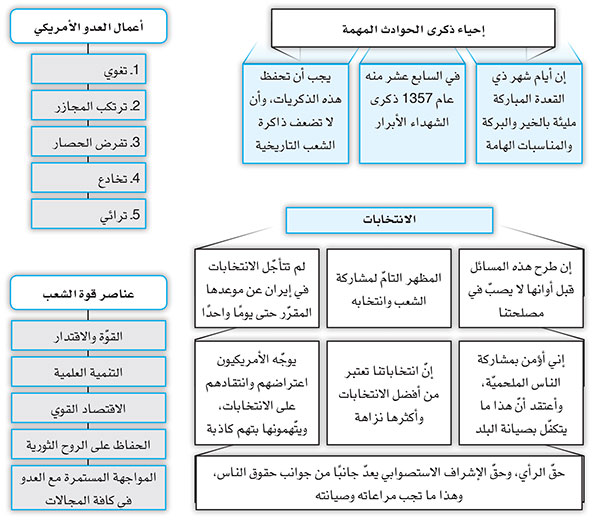 إحياء ذكرى الحوادث المهمة
إن أيام شهر ذي
القعدة المباركة
مليئة بالخير والبركة
والمناسبات الهامة
في السابع عشر منه
عام 1357 ذكرى
الشهداء الأبرار
يجب أن تحفظ
هذه الذكريات، وأن
لا تضعف ذاكرة
الشعب التاريخية
أعمال العدو الأمريكي
1. تغوي
2. ترتكب المجازر
3. تفرض الحصار
4. تخادع
5. ترائي
الانتخابات
إن طرح هذه المسائل
قبل أوانها لا يصبّ في
مصلحتنا
المظهر التامّ لمشاركة
الشعب وانتخابه
لم تتأجّل الانتخابات
في إيران عن موعدها
المقرّر حتى يومًا واحدًا
إني أؤمن بمشاركة
الناس الملحميّة،
وأعتقد أنّ هذا ما
يتكفّل بصيانة البلد
إنّ انتخاباتنا تعتبر
من أفضل الانتخابات
وأكثرها نزاهة
يوجّه الأمريكيون
اعتراضهم وانتقادهم
على الانتخابات،
ويتّهمونها بتهم كاذبة
حقّ الرأي، وحقّ الإشراف الاستصوابي يعدّ جانبًا من جوانب حقوق الناس،
وهذا ما تجب مراعاته وصيانته
عناصر قوة الشعب
القوّة والاقتدار
التنمية العلمية
الاقتصاد القوي
الحفاظ على الروح الثورية
المواجهة المستمرة مع العدو
في كافة المجالات